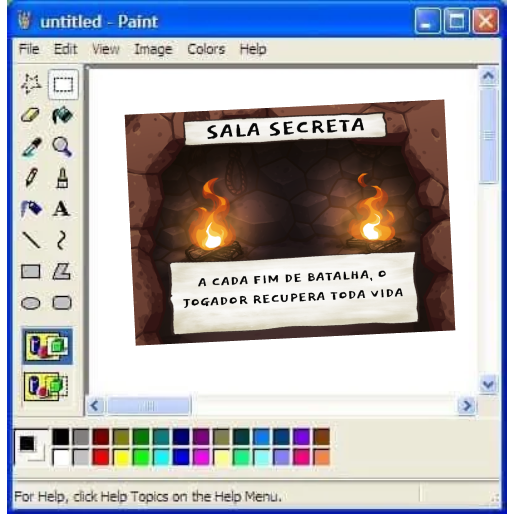 untitled - Paint
File Edit View Image Colors Help
A
SALA SECRETA
A CADA FIM DE BATALHA, O
JOGADOR RECUPERA TODA VIDA
For Help, click Help Topics on the Help Menu.